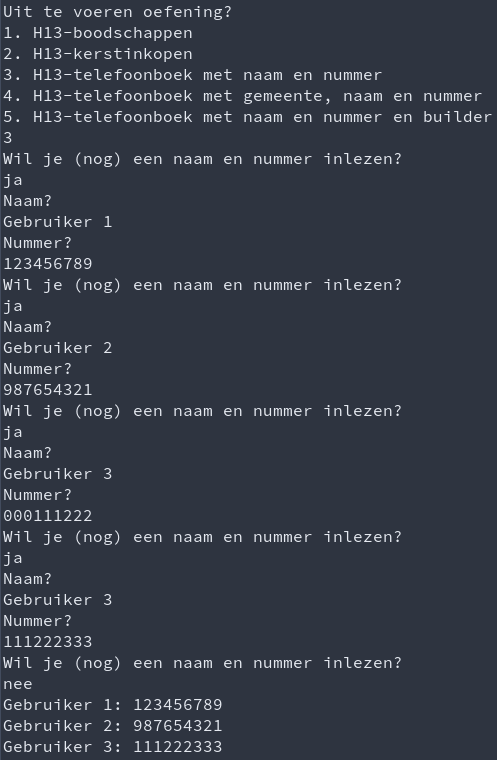 Uit te voeren oefening?
1. H13-boodschappen
2. H13-kerstinkopen
3. H13-telefoonboek met naam en nummer
4. H13-telefoonboek met gemeente, naam en nummer
5. H13-telefoonboek met naam en nummer en builder
3
Wil je (nog) een naam en nummer inlezen?
ja
Naam?
Gebruiker 1
Nummer?
123456789
Wil je (nog) een naam en nummer inlezen?
ja
Naam?
Gebruiker 2
Nummer?
987654321
Wil je (nog) een naam en nummer inlezen?
ja
Naam?
Gebruiker 3
Nummer?
000111222
Wil je (nog) een naam en nummer inlezen?
ja
Naam?
Gebruiker 3
Nummer?
111222333
Wil je (nog) een naam en nummer inlezen?
nee
Gebruiker 1: 123456789
Gebruiker 2: 987654321
Gebruiker 3: 111222333